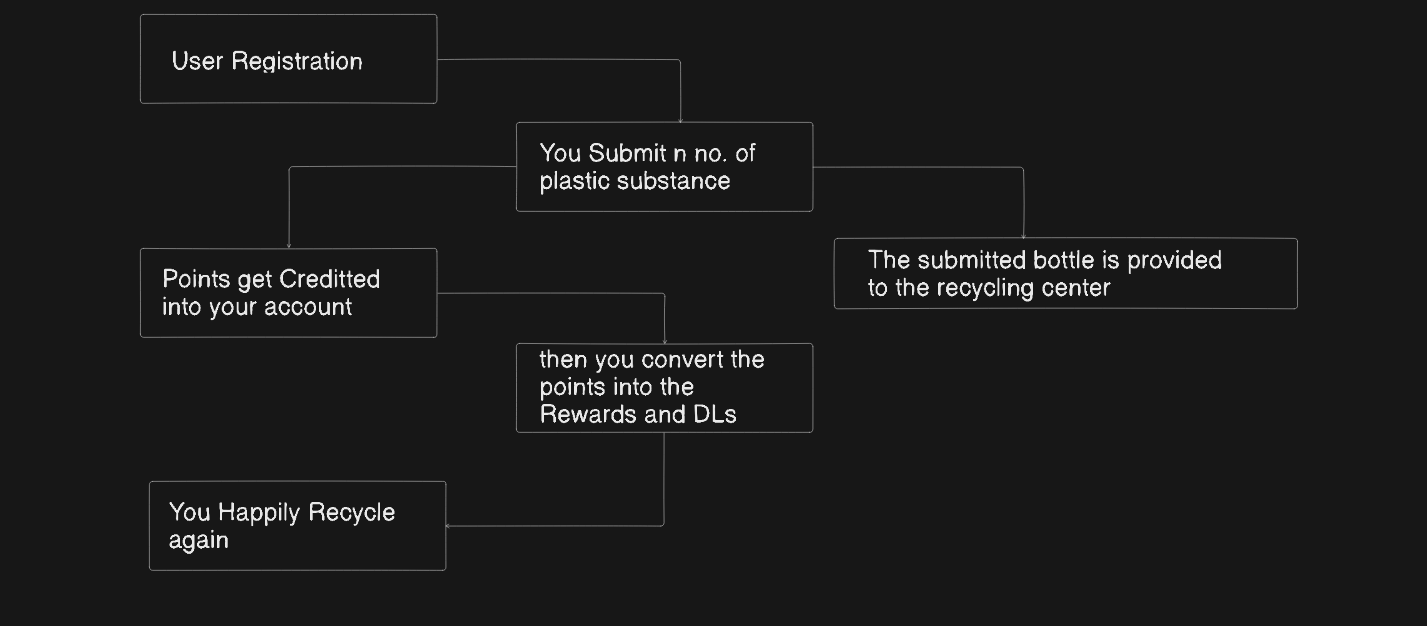 User Registration
You Submit n no. of
plastic substance
The submitted bottle is provided
to the recycling center
Points get Creditted
into your account
then you convert the
points into the
Rewards and DLs
You Happily Recycle
again